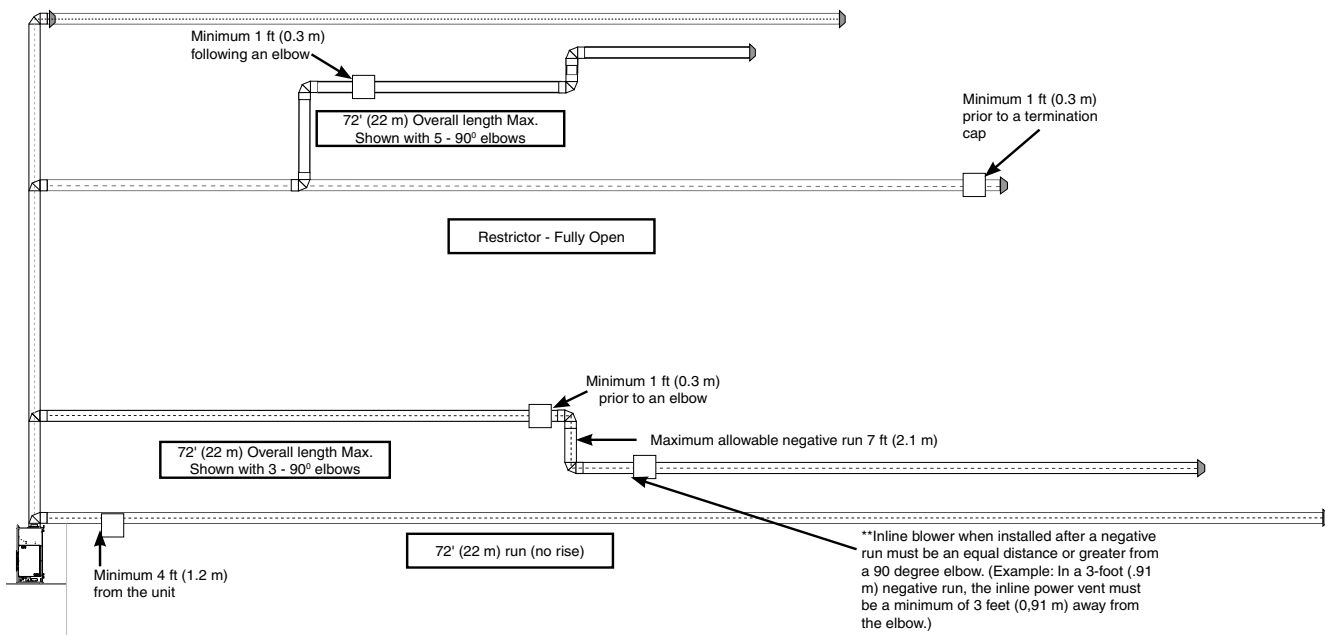 Minimum 1 ft (0.3 m)
following an elbow
72' (22 m) Overall length Max.
Shown with 5 - 90⁰ elbows
Minimum 1 ft (0.3 m)
prior to a termination
cap
Restrictor - Fully Open
Minimum 1 ft (0.3 m)
prior to an elbow
Maximum allowable negative run 7 ft (2.1 m)
72' (22 m) Overall length Max.
Shown with 3 - 90⁰ elbows
72' (22 m) run (no rise)
Minimum 4 ft (1.2 m)
from the unit
**Inline blower when installed after a negative
run must be an equal distance or greater from
a 90 degree elbow. (Example: In a 3-foot (.91
m) negative run, the inline power vent must
be a minimum of 3 feet (0,91 m) away from
the elbow.)